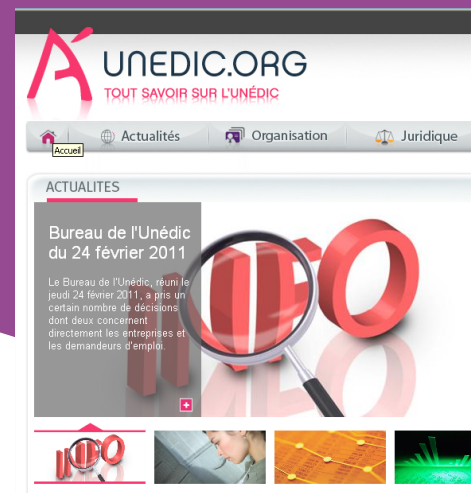 UNEDIC.ORG
TOUT SAVOIR SUR L'UNÉDIC
Actualités
Organisation
Juridique
Accueil
ACTUALITES
Bureau de l'Unédic
du 24 février 2011
Le Bureau de l'Unédic, réuni le
jeudi 24 février 2011, a pris un
certain nombre de décisions
dont deux concernent
directement les entreprises et
les demandeurs d'emploi.
INFO
INFO